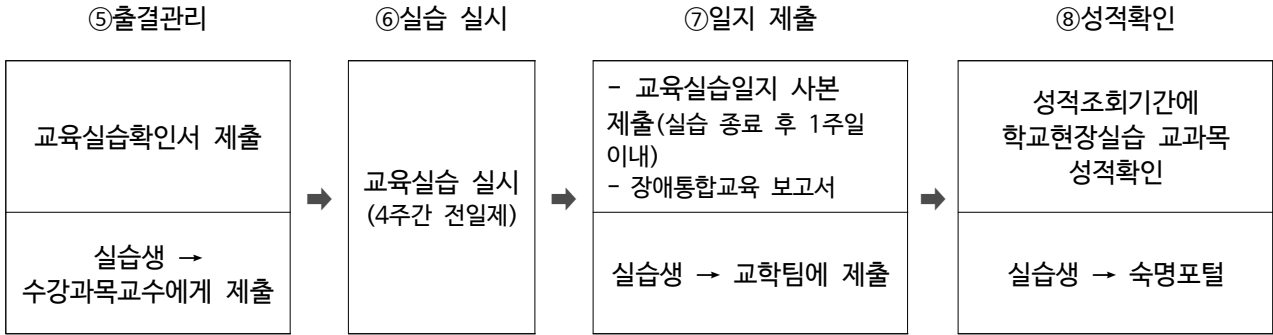 ⑤출결관리
⑥실습 실시
⑦일지 제출
⑧성적확인
교육실습확인서 제출
실습생 →
수강과목교수에게 제출
➡
교육실습 실시
(4주간 전일제)
➡
- 교육실습일지 사본
제출(실습 종료 후 1주일
이내)
- 장애통합교육 보고서
실습생 → 교학팀에 제출
➡
성적조회기간에
학교현장실습 교과목
성적확인
실습생 → 숙명포털